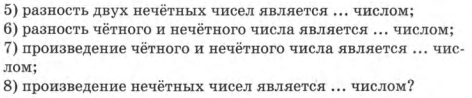 5) разность двух нечётных чисел является ... числом;
6) разность чётного и нечётного числа является ... числом;
7) произведение чётного и нечётного числа является ... чис-
лом;
8) произведение нечётных чисел является ... числом?